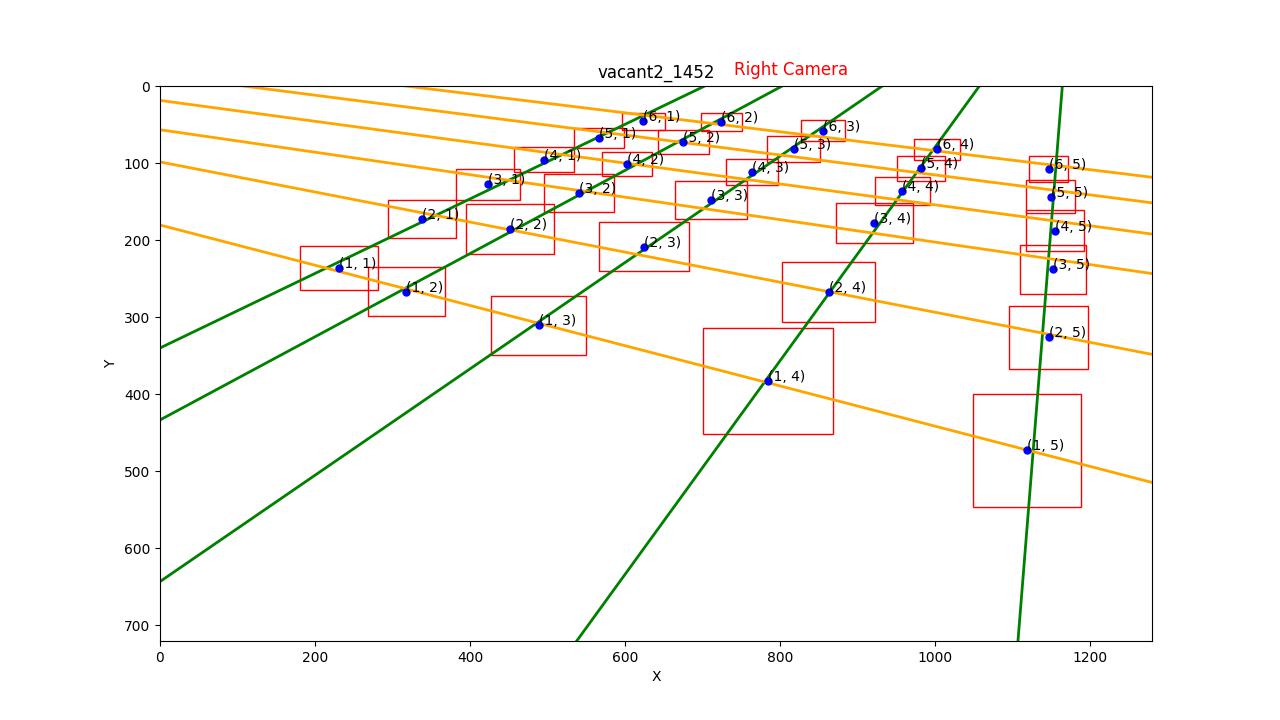 vacant2_1452 Right Camera
0
(6, 1) (6, 2)
(5, 1) (5, 2) (6, 3)
(4, 1) (4, 2) (5, 3) (6, 4)
100
(3, 1) (3, 2) (4, 3) (5, 4) (6, 5)
(2, 1) (2, 2) (3, 3) (4, 4) (5, 5)
200
(1, 1) (2, 3) (3, 4) (4, 5)
(1, 2) (2, 4) (3, 5)
300
(1, 3) (2, 5)
Y
(1, 4)
400
(1, 5)
500
600
700
0 200 400 600 800 1000 1200
X